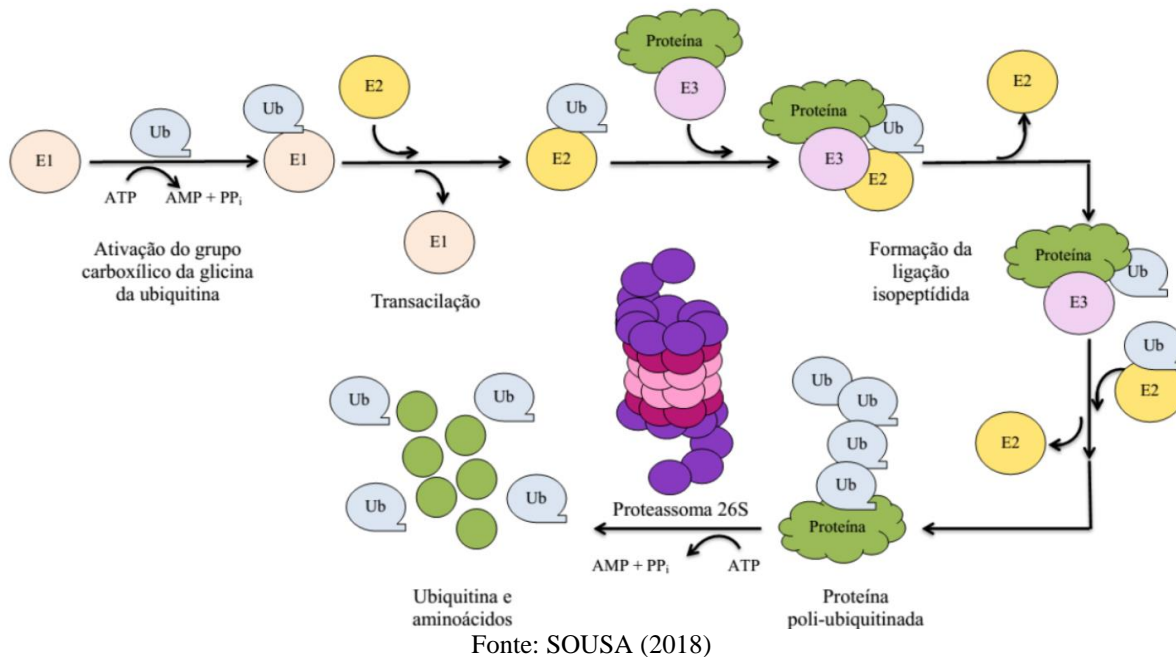 Proteína
E3
E2
Ub
E1
Ub
ATP
AMP + PPi
Ativação do grupo
carboxílico da glicina
da ubiquitina
Ub
E1
E2
E1
Transacilação
Ub
E2
Proteína
E3
Ub
E2
E2
Formação da
ligação
isopeptídida
Proteína
Ub
E3
Ub
E2
E2
Ub
Ub
Ub
Ub
Proteína
Proteína
poli-ubiquitinada
Proteassoma 26S
AMP + PPi
ATP
Ub
Ub
Ub
Ub
Ubiquitina e
aminoácidos
Fonte: SOUSA (2018)